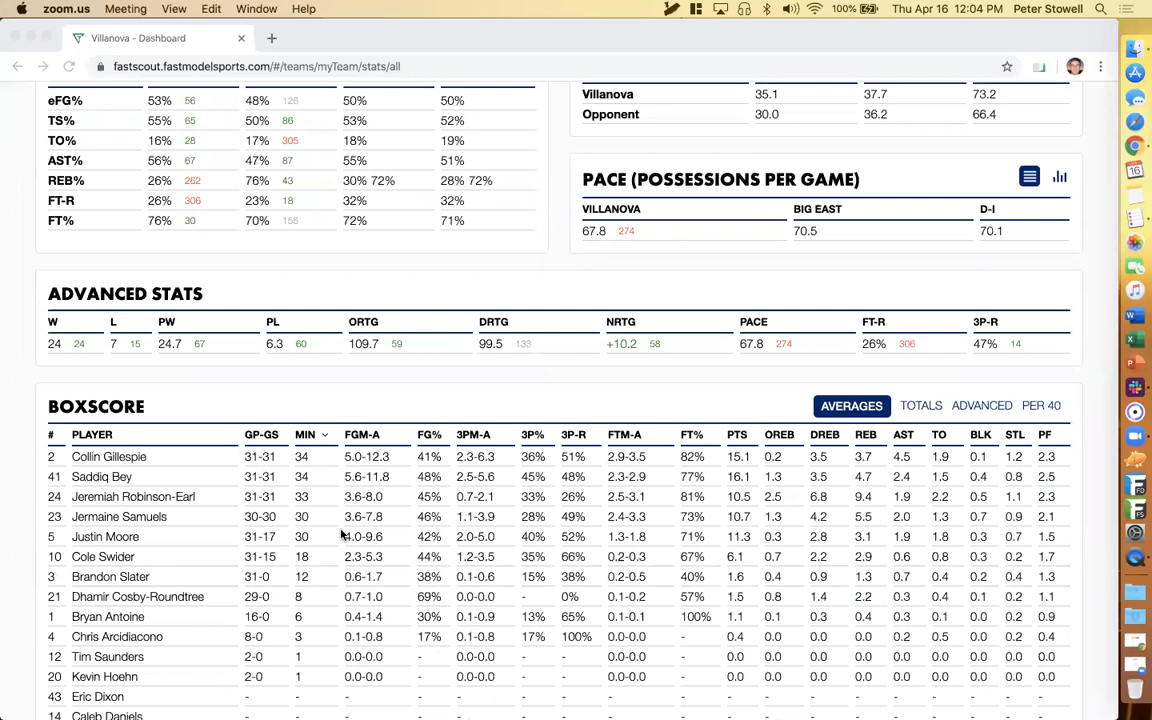 zoom.us Meeting View Edit Window Help 100% Thu Apr 16 12:04 PM Peter Stowell
Villanova - Dashboard
fastscout.fastmodelsports.com/#/teams/myTeam/stats/all
eFG% 53% 56 48% 128 50% 50%
TS% 55% 65 50% 86 53% 52%
TO% 16% 28 17% 305 18% 19%
AST% 56% 67 47% 87 55% 51%
REB% 26% 262 76% 43 30% 72% 28% 72%
FT-R 26% 306 23% 18 32% 32%
FT% 76% 30 70% 155 72% 71%
Villanova 35.1 37.7 73.2
Opponent 30.0 36.2 66.4
PACE (POSSESSIONS PER GAME)
VILLANOVA BIG EAST D-I
67.8 274 70.5 70.1
ADVANCED STATS
W L PW PL ORTG DRTG NRTG PACE FT-R 3P-R
24 24 7 15 24.7 67 6.3 60 109.7 59 99.5 133 +10.2 58 67.8 274 26% 306 47% 14
BOXSCORE AVERAGES TOTALS ADVANCED PER 40
# PLAYER GP-GS MIN FGM-A FG% 3PM-A 3P% 3P-R FTM-A FT% PTS OREB DREB REB AST TO BLK STL PF
2 Collin Gillespie 31-31 34 5.0-12.3 41% 2.3-6.3 36% 51% 2.9-3.5 82% 15.1 0.2 3.5 3.7 4.5 1.9 0.1 1.2 2.3
41 Saddiq Bey 31-31 34 5.6-11.8 48% 2.5-5.6 45% 48% 2.3-2.9 77% 16.1 1.3 3.5 4.7 2.4 1.5 0.4 0.8 2.5
24 Jeremiah Robinson-Earl 31-31 33 3.6-8.0 45% 0.7-2.1 33% 26% 2.5-3.1 81% 10.5 2.5 6.8 9.4 1.9 2.2 0.5 1.1 2.3
23 Jermaine Samuels 30-30 30 3.6-7.8 46% 1.1-3.9 28% 49% 2.4-3.3 73% 10.7 1.3 4.2 5.5 2.0 1.3 0.7 0.9 2.1
5 Justin Moore 31-17 30 4.0-9.6 42% 2.0-5.0 40% 52% 1.3-1.8 71% 11.3 0.3 2.8 3.1 1.9 1.8 0.3 0.7 1.5
10 Cole Swider 31-15 18 2.3-5.3 44% 1.2-3.5 35% 66% 0.2-0.3 67% 6.1 0.7 2.2 2.9 0.6 0.8 0.3 0.2 1.7
3 Brandon Slater 31-0 12 0.6-1.7 38% 0.1-0.6 15% 38% 0.2-0.5 40% 1.6 0.4 0.9 1.3 0.7 0.4 0.2 0.4 1.3
21 Dhamir Cosby-Roundtree 29-0 8 0.7-1.0 69% 0.0-0.0 - 0% 0.1-0.2 57% 1.5 0.8 1.4 2.2 0.3 0.4 0.1 0.2 1.1
1 Bryan Antoine 16-0 6 0.4-1.4 30% 0.1-0.9 13% 65% 0.1-0.1 100% 1.1 0.1 0.3 0.4 0.3 0.1 0.0 0.2 0.9
4 Chris Arcidiacono 8-0 3 0.1-0.8 17% 0.1-0.8 17% 100% 0.0-0.0 - 0.4 0.0 0.0 0.0 0.2 0.5 0.0 0.2 0.4
12 Tim Saunders 2-0 1 0.0-0.0 - 0.0-0.0 - - 0.0-0.0 - 0.0 0.0 0.0 0.0 0.0 0.0 0.0 0.0 0.0
20 Kevin Hoehn 2-0 1 0.0-0.0 - 0.0-0.0 - - 0.0-0.0 - 0.0 0.0 0.0 0.0 0.0 0.0 0.0 0.0 0.0
43 Eric Dixon - - - - - - - - - - - - - - - - - -
14 Caleb Daniels - - - - - - - - - - - - - - - - - -